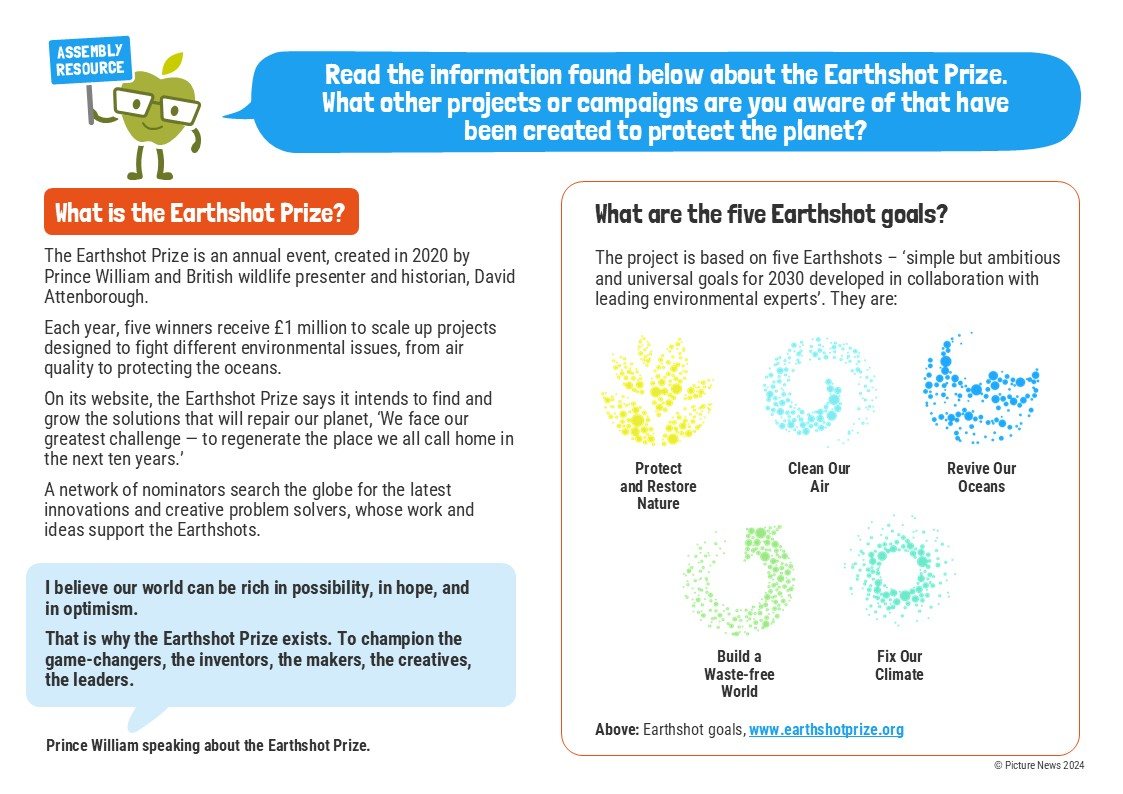 ASSEMBLY
RESOURCE
Read the information found below about the Earthshot Prize.
What other projects or campaigns are you aware of that have
been created to protect the planet?
What is the Earthshot Prize?
The Earthshot Prize is an annual event, created in 2020 by
Prince William and British wildlife presenter and historian, David
Attenborough.
Each year, five winners receive £1 million to scale up projects
designed to fight different environmental issues, from air
quality to protecting the oceans.
On its website, the Earthshot Prize says it intends to find and
grow the solutions that will repair our planet, ‘We face our
greatest challenge — to regenerate the place we all call home in
the next ten years.’
A network of nominators search the globe for the latest
innovations and creative problem solvers, whose work and
ideas support the Earthshots.
I believe our world can be rich in possibility, in hope, and
in optimism.
That is why the Earthshot Prize exists. To champion the
game-changers, the inventors, the makers, the creatives,
the leaders.
Prince William speaking about the Earthshot Prize.
What are the five Earthshot goals?
The project is based on five Earthshots – ‘simple but ambitious
and universal goals for 2030 developed in collaboration with
leading environmental experts’. They are:
Protect
and Restore
Nature
Clean Our
Air
Revive Our
Oceans
Build a
Waste-free
World
Fix Our
Climate
Above: Earthshot goals, www.earthshotprize.org
© Picture News 2024